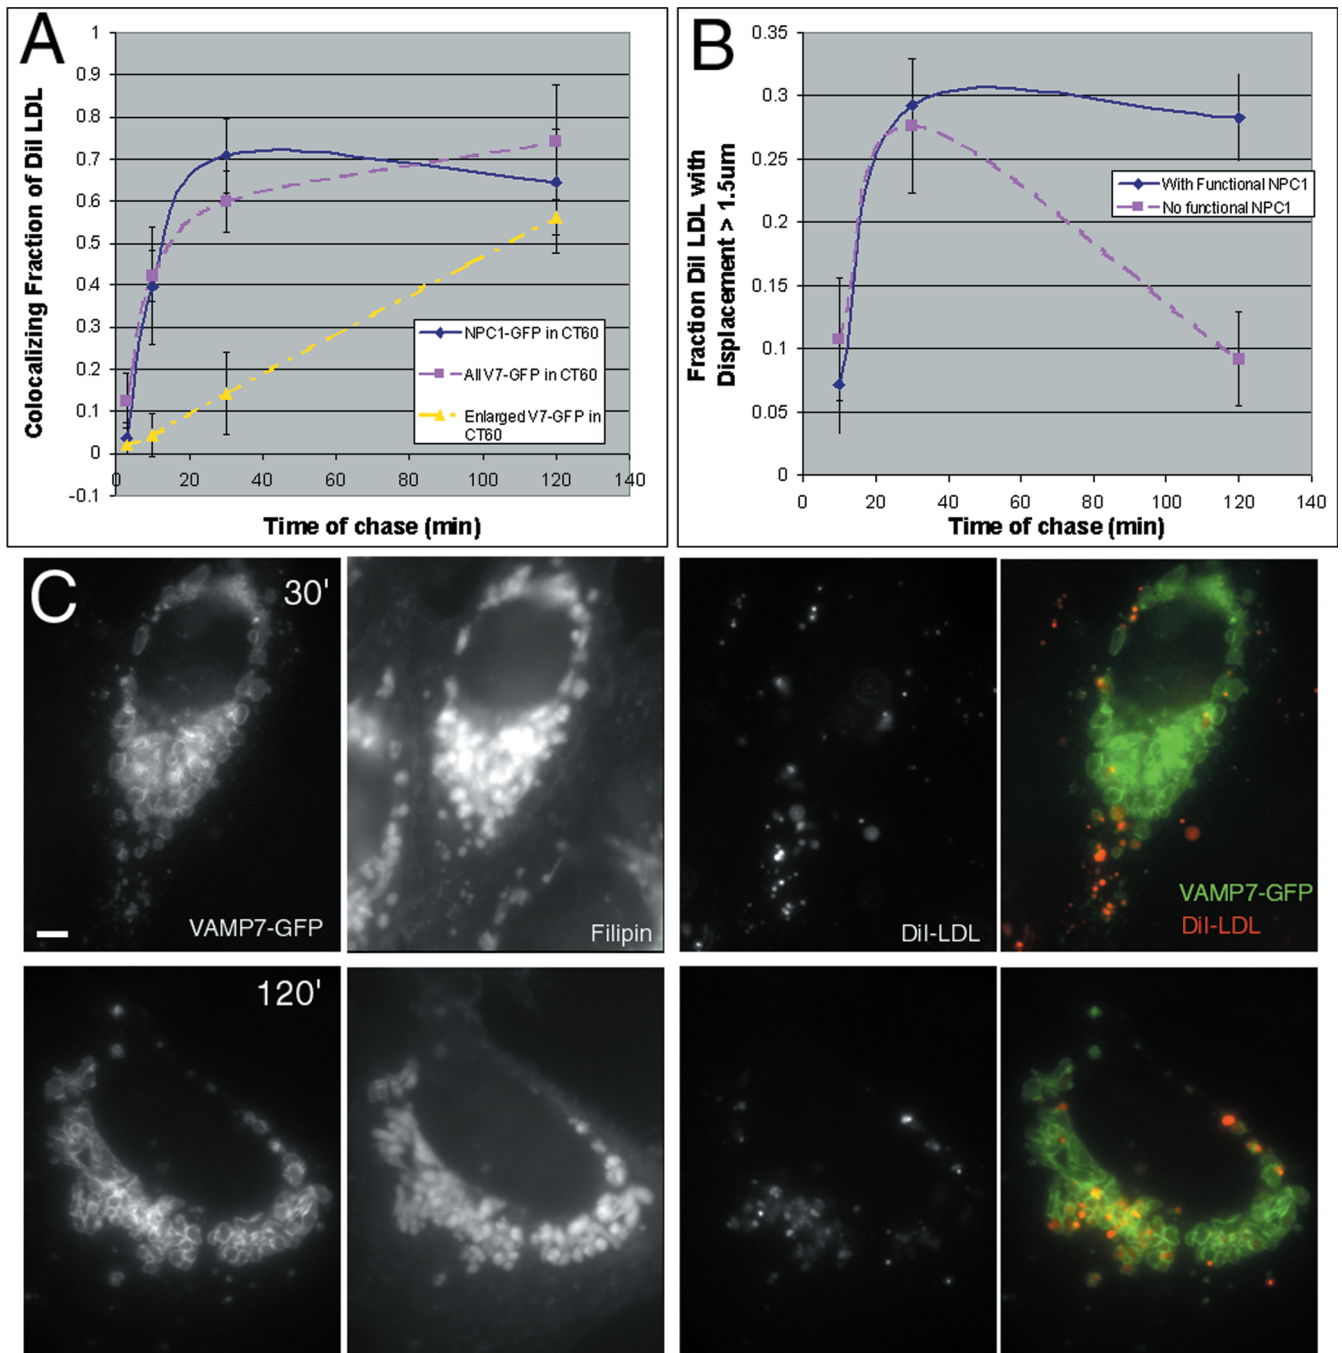 A
Colocalizing Fraction of DiI LDL
1
0.9
0.8
0.7
0.6
0.5
0.4
0.3
0.2
0.1
0
-0.1
0 20 40 60 80 100 120 140
Time of chase (min)
NPC1-GFP in CT60
All V7-GFP in CT60
Enlarged V7-GFP in
CT60
B
Fraction DiI LDL with
Displacement > 1.5um
0.35
0.3
0.25
0.2
0.15
0.1
0.05
0
0 20 40 60 80 100 120 140
Time of chase (min)
With Functional NPC1
No functional NPC1
C
30'
VAMP7-GFP
Filipin
DiI-LDL
VAMP7-GFP
DiI-LDL
120'